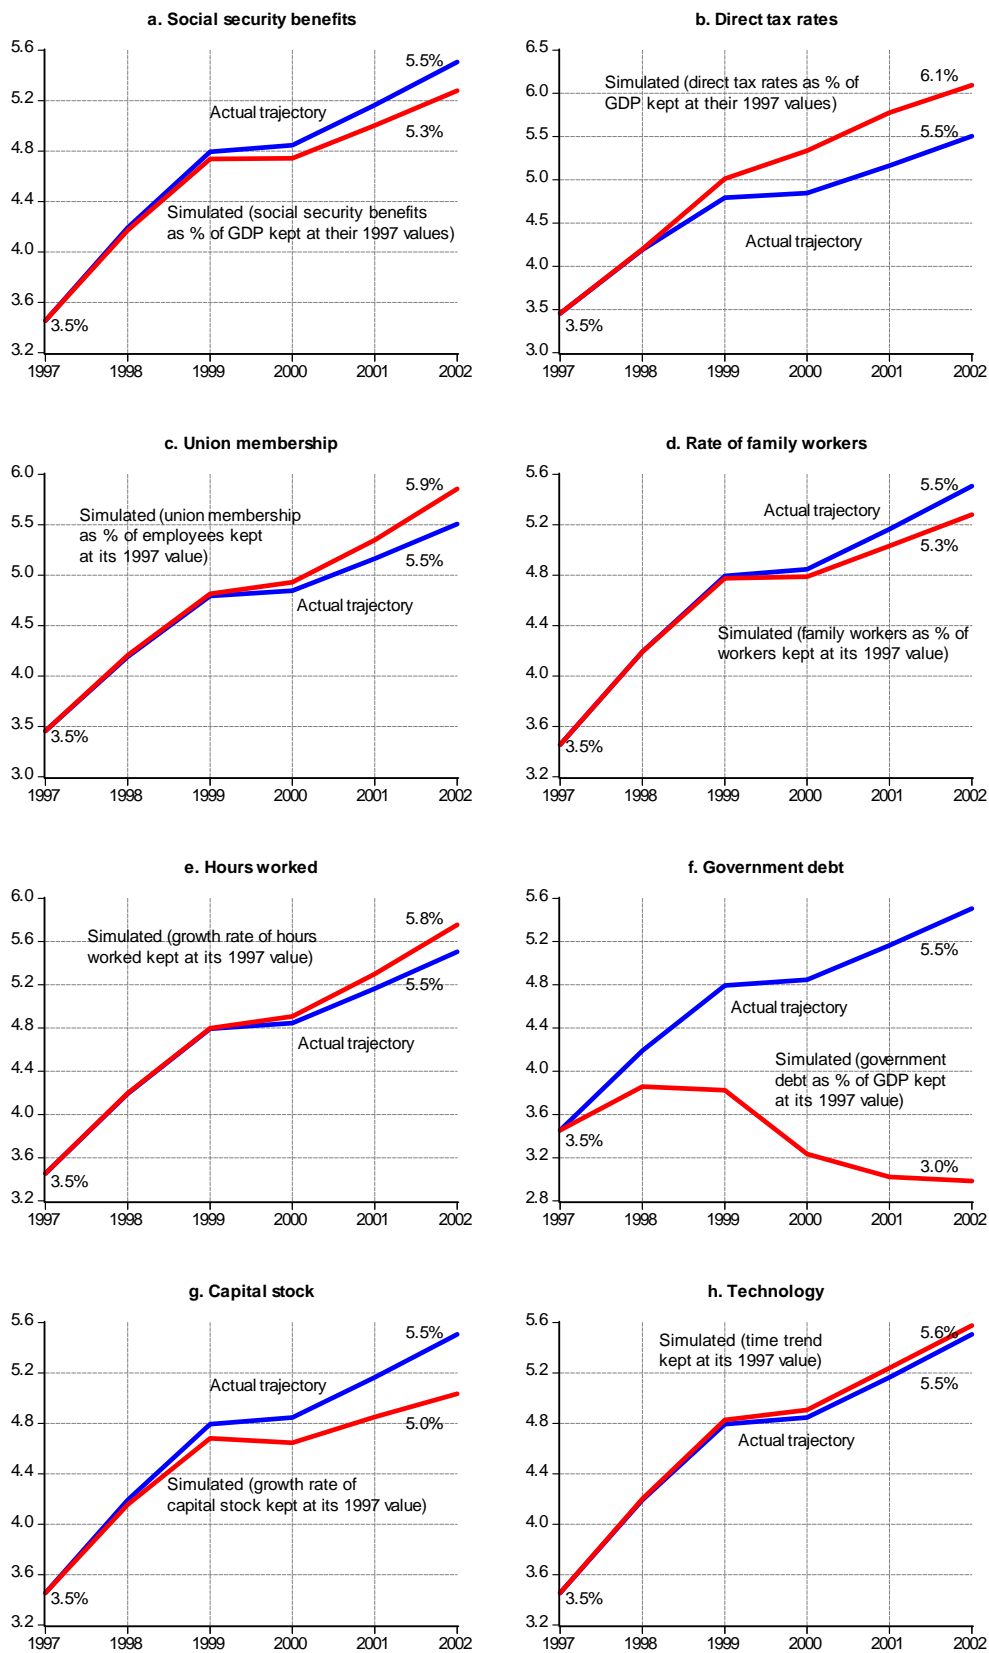 a. Social security benefits
5.6
5.2
4.8
4.4
4.0
3.6
3.2
5.5%
Actual trajectory
5.3%
Simulated (social security benefits
as % of GDP kept at their 1997 values)
3.5%
1997 1998 1999 2000 2001 2002
b. Direct tax rates
6.5
6.0
5.5
5.0
4.5
4.0
3.5
3.0
6.1%
Simulated (direct tax rates as % of
GDP kept at their 1997 values)
5.5%
Actual trajectory
3.5%
1997 1998 1999 2000 2001 2002
c. Union membership
6.0
5.5
5.0
4.5
4.0
3.5
3.0
5.9%
Simulated (union membership
as % of employees kept
at its 1997 value)
5.5%
Actual trajectory
3.5%
1997 1998 1999 2000 2001 2002
d. Rate of family workers
5.6
5.2
4.8
4.4
4.0
3.6
3.2
5.5%
Actual trajectory
5.3%
Simulated (family workers as % of
workers kept at its 1997 value)
3.5%
1997 1998 1999 2000 2001 2002
e. Hours worked
6.0
5.6
5.2
4.8
4.4
4.0
3.6
3.2
5.8%
Simulated (growth rate of hours
worked kept at its 1997 value)
5.5%
Actual trajectory
3.5%
1997 1998 1999 2000 2001 2002
f. Government debt
5.6
5.2
4.8
4.4
4.0
3.6
3.2
2.8
5.5%
Actual trajectory
Simulated (government
debt as % of GDP kept
at its 1997 value)
3.5%
3.0%
1997 1998 1999 2000 2001 2002
g. Capital stock
5.6
5.2
4.8
4.4
4.0
3.6
3.2
5.5%
Actual trajectory
5.0%
Simulated (growth rate of
capital stock kept at its 1997 value)
3.5%
1997 1998 1999 2000 2001 2002
h. Technology
5.6
5.2
4.8
4.4
4.0
3.6
3.2
5.6%
Simulated (time trend
kept at its 1997 value)
5.5%
Actual trajectory
3.5%
1997 1998 1999 2000 2001 2002